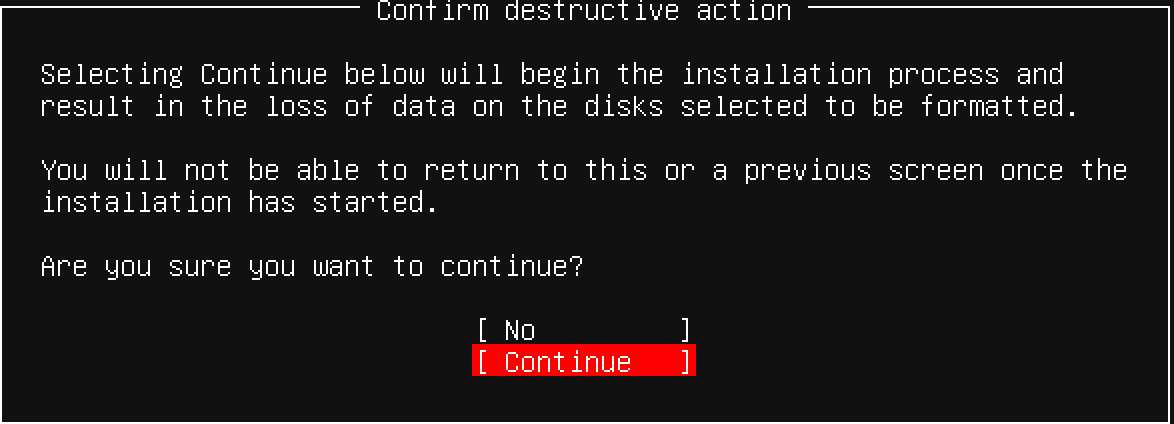 Confirm destructive action
Selecting Continue below will begin the installation process and
result in the loss of data on the disks selected to be formatted.
You will not be able to return to this or a previous screen once the
installation has started.
Are you sure you want to continue?
[ No ]
[ Continue ]